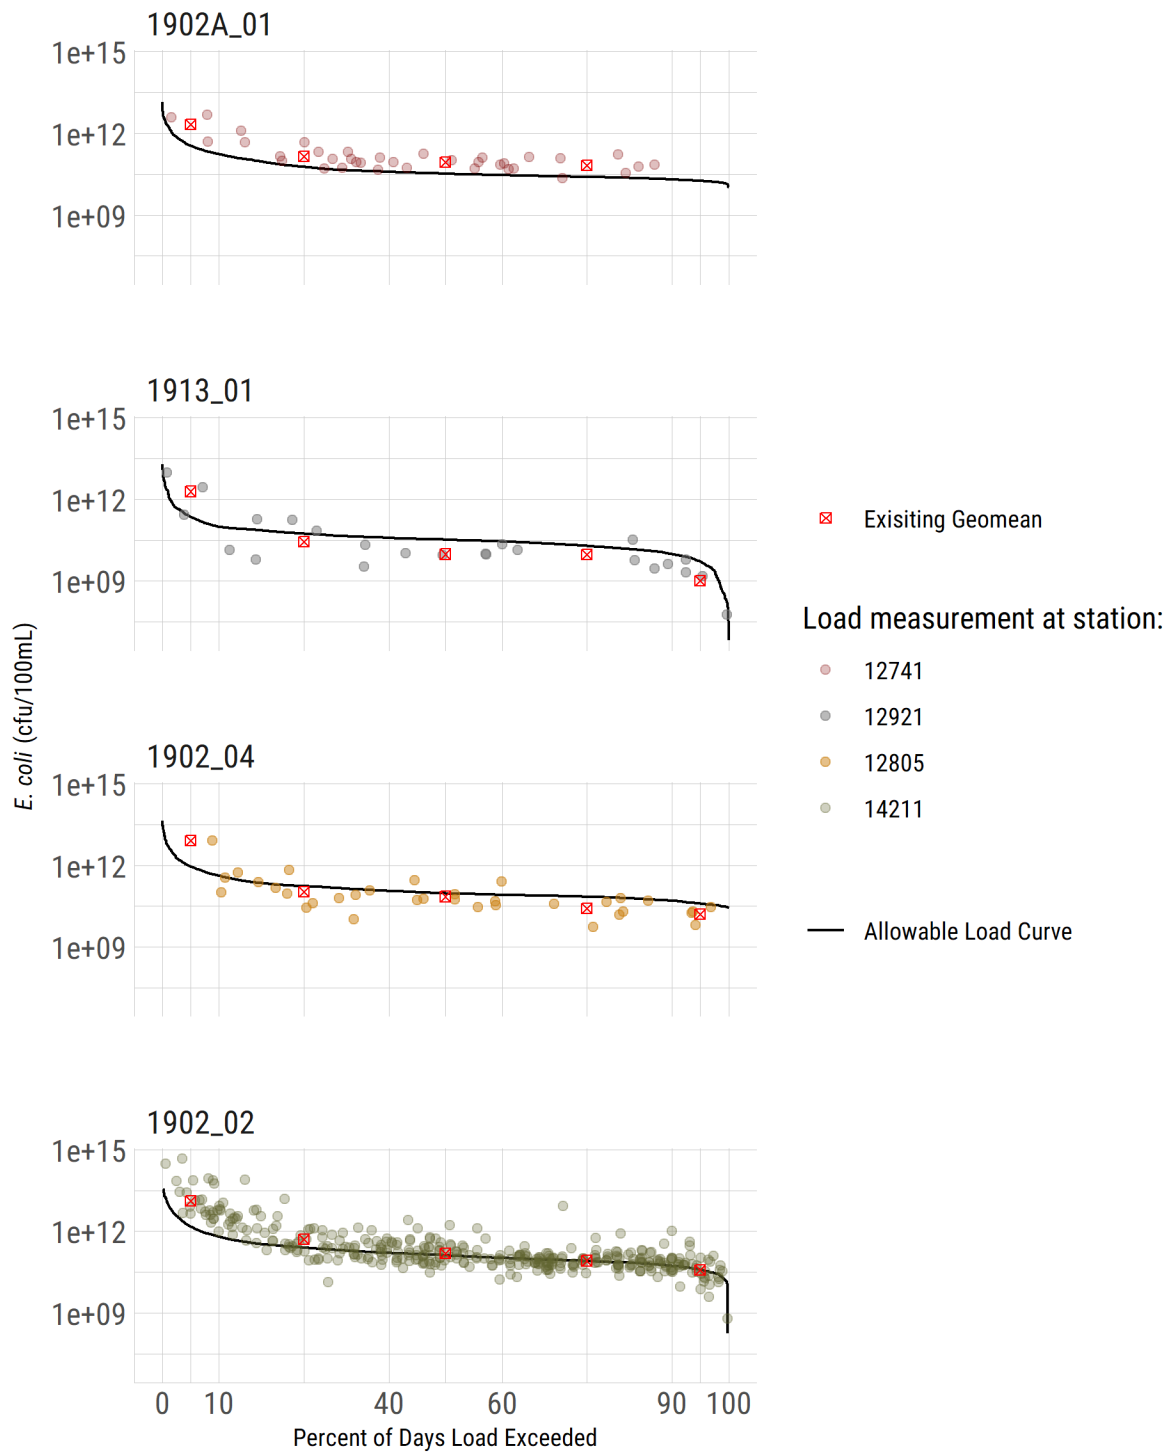 1902A_01
1e+15
1e+12
1e+09
1913_01
1e+15
1e+12
1e+09
Exisiting Geomean
Load measurement at station:
12741
12921
12805
14211
E. coli (cfu/100mL)
1902_04
1e+15
1e+12
1e+09
Allowable Load Curve
1902_02
1e+15
1e+12
1e+09
0 10 40 60 90 100
Percent of Days Load Exceeded